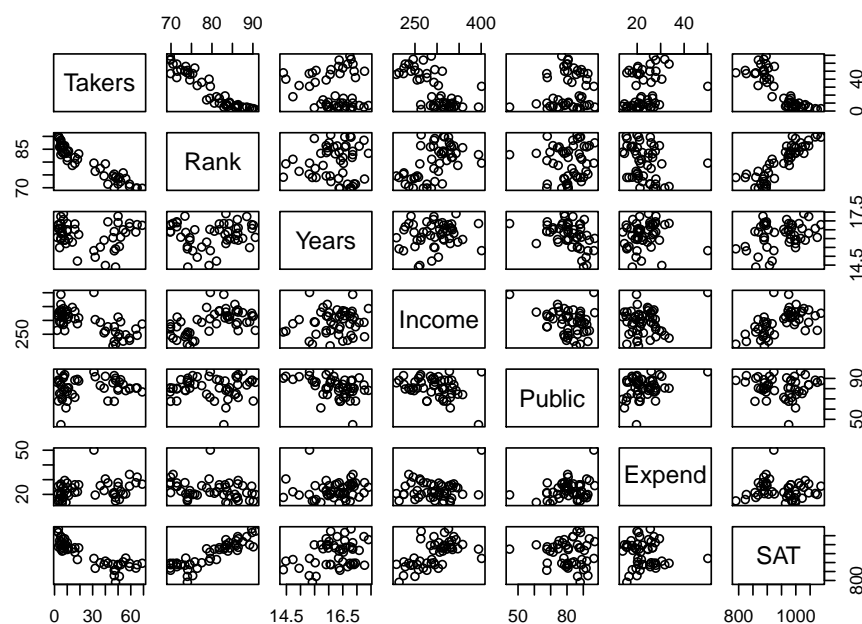 70 80 90 250 400 20 40
Takers 0 40
70 85 Rank
Years 14.5 17.5
250 Income
Public 50 90
20 50 Expend
SAT 800
0 30 60 14.5 16.5 50 80 800 1000